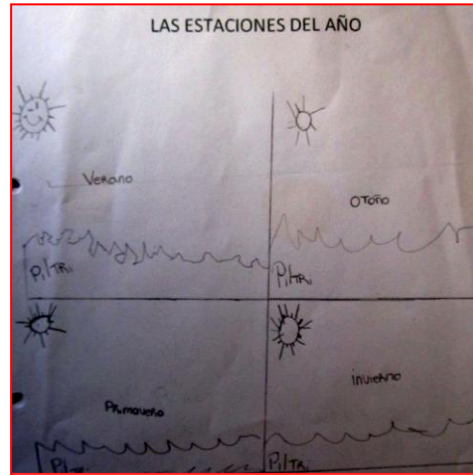 LAS ESTACIONES DEL AÑO
Verano
OTOÑO
PilTRi
PilTRi
Primavera
inviERNO
PilTRi